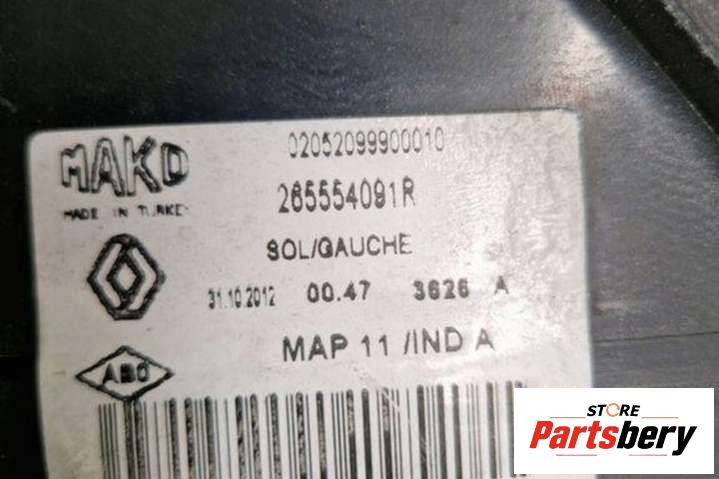 MAKO
MADE IN TURKEY
02052099900010
265554091R
SOL/GAUCHE
31.10.2012 00.47 3626 A
MAP 11 /IND A
ABO
STORE
Partsbery